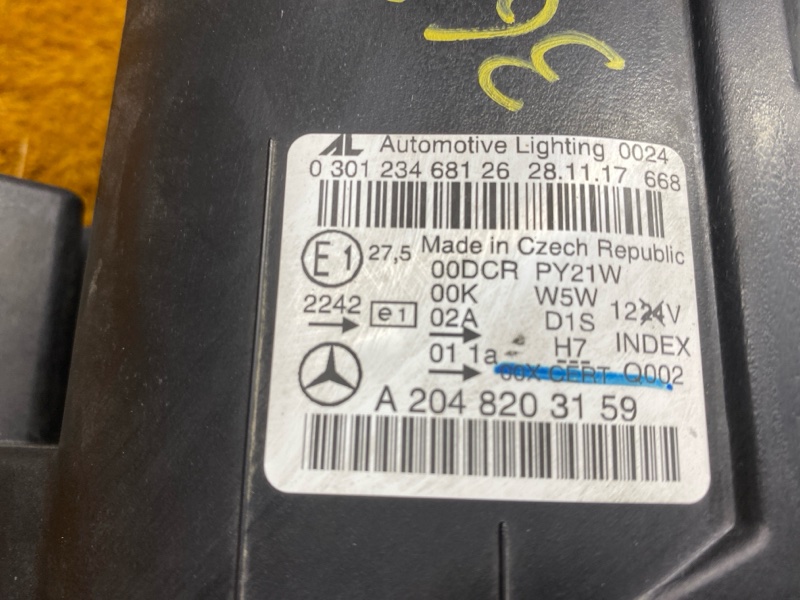 AL Automotive Lighting 0024
0 301 234 681 26 28.11.17 668
E1 27,5 Made in Czech Republic
00DCR PY21W
00K W5W
2242 e1 02A D1S 1224V
01 1a H7 INDEX
00X CERT Q002
A 204 820 31 59